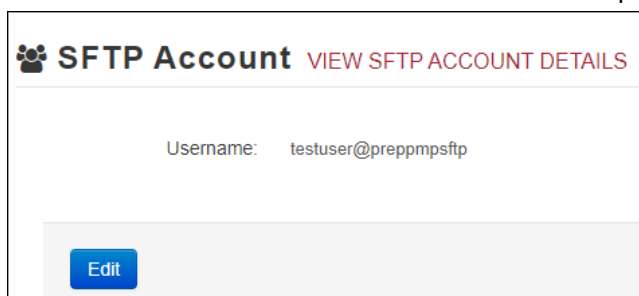 SFTP Account VIEW SFTP ACCOUNT DETAILS
Username: testuser@preppmpsftp
Edit